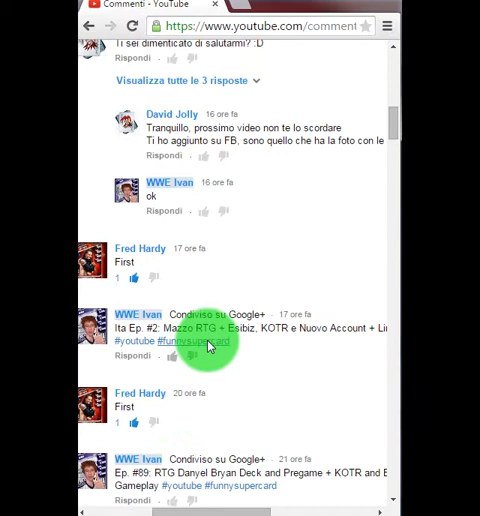 Commenti - YouTube
https://www.youtube.com/comment
Ti sei dimenticato di salutarmi? :D
Rispondi
Visualizza tutte le 3 risposte
David Jolly 16 ore fa
Tranquillo, prossimo video non te lo scordare
Ti ho aggiunto su FB, sono quello che ha la foto con le
Rispondi
WWE Ivan 16 ore fa
ok
Rispondi
Fred Hardy 17 ore fa
First
1
WWE Ivan Condiviso su Google+ - 17 ore fa
Ita Ep. #2: Mazzo RTG + Esibiz, KOTR e Nuovo Account +
#youtube #funnysupercard
Rispondi
Fred Hardy 20 ore fa
First
1
WWE Ivan Condiviso su Google+ - 21 ore fa
Ep. #89: RTG Danyel Bryan Deck and Pregame + KOTR and
Gameplay #youtube #funnysupercard
Rispondi